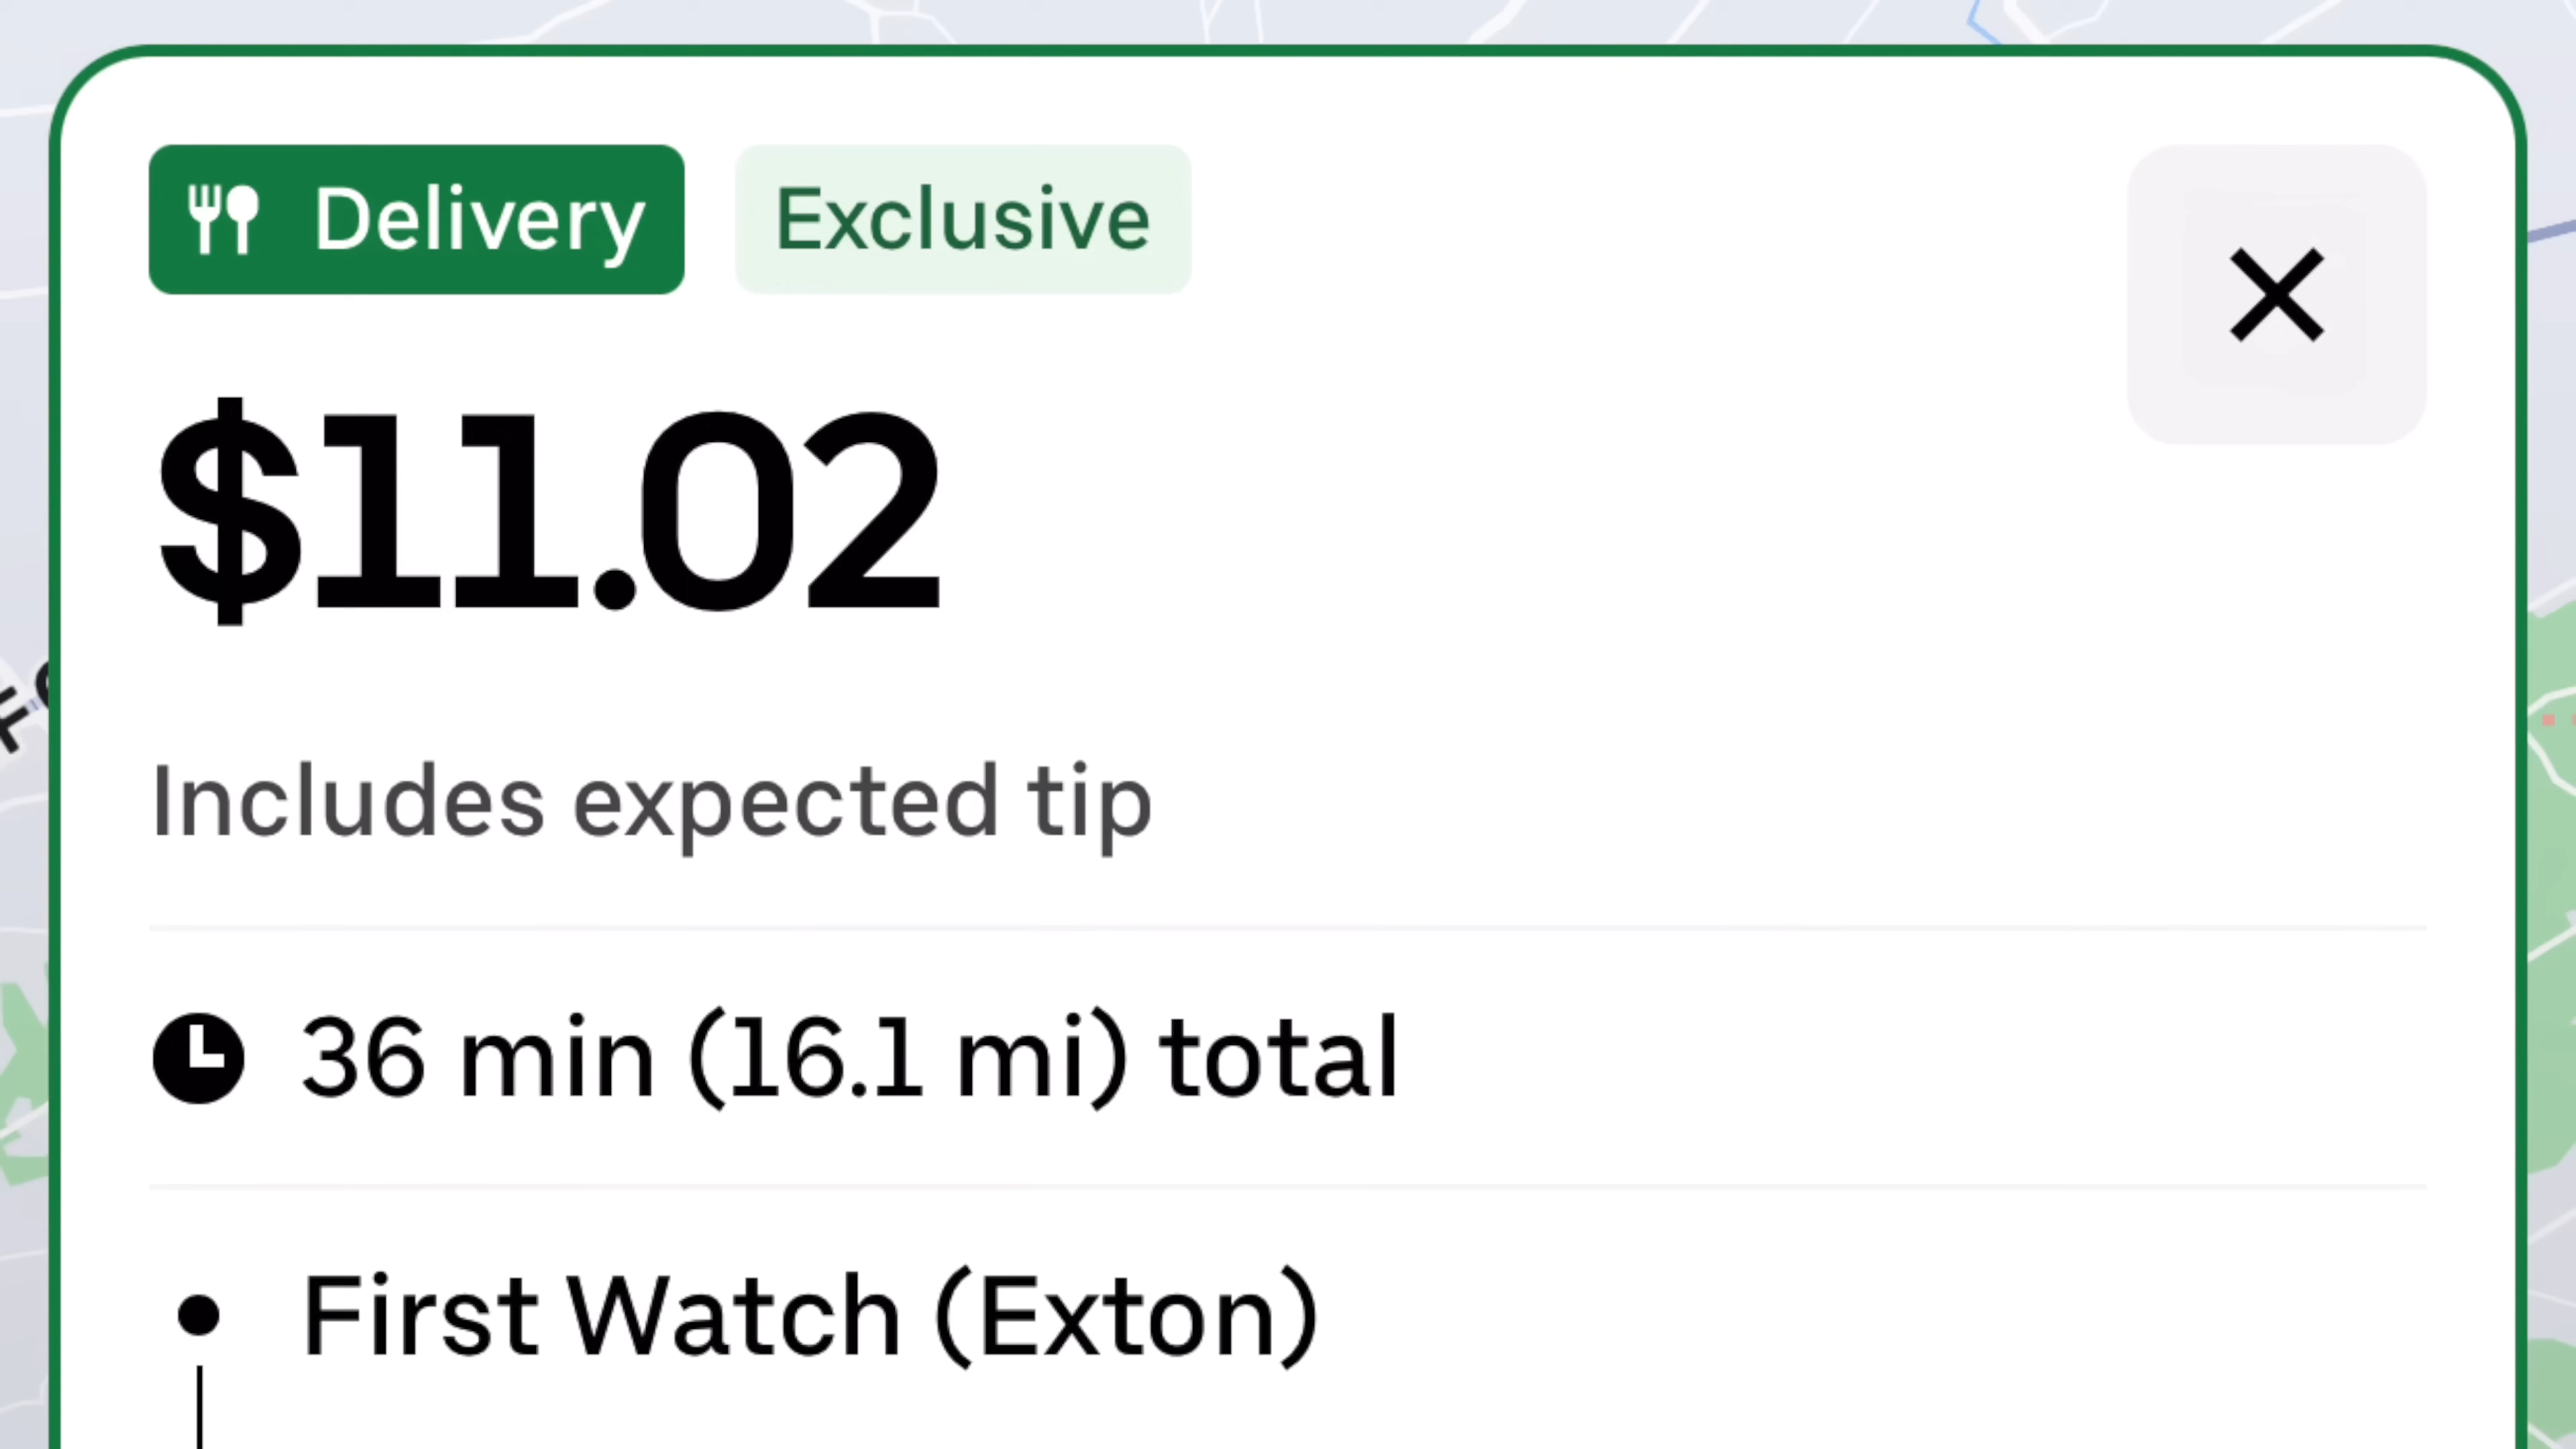 Delivery
Exclusive
$11.02
Includes expected tip
36 min (16.1 mi) total
First Watch (Exton)